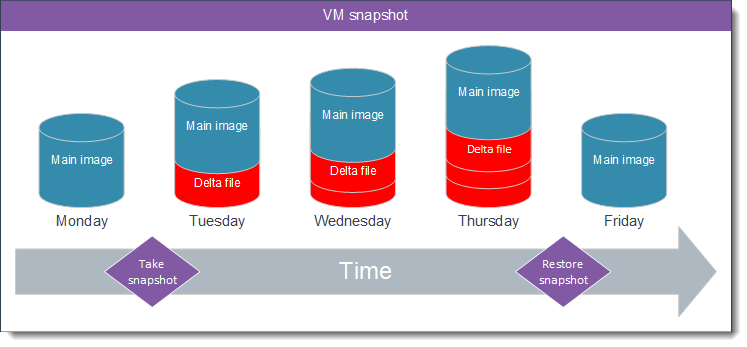 VM snapshot
Main image
Main image
Delta file
Main image
Delta file
Main image
Delta file
Main image
Monday
Tuesday
Wednesday
Thursday
Friday
Take
snapshot
Time
Restore
snapshot